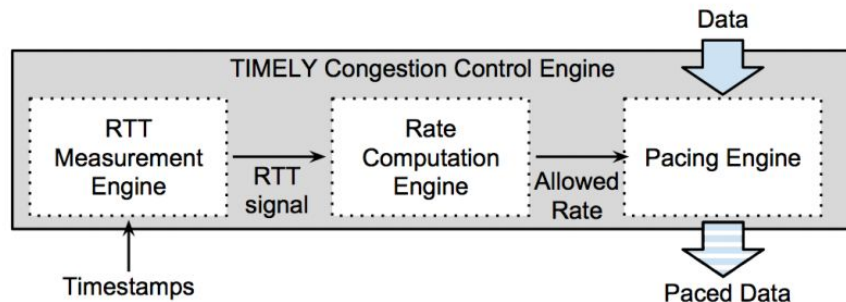 Data
TIMELY Congestion Control Engine
RTT
Measurement
Engine
RTT
signal
Rate
Computation
Engine
Allowed
Rate
Pacing Engine
Timestamps
Paced Data